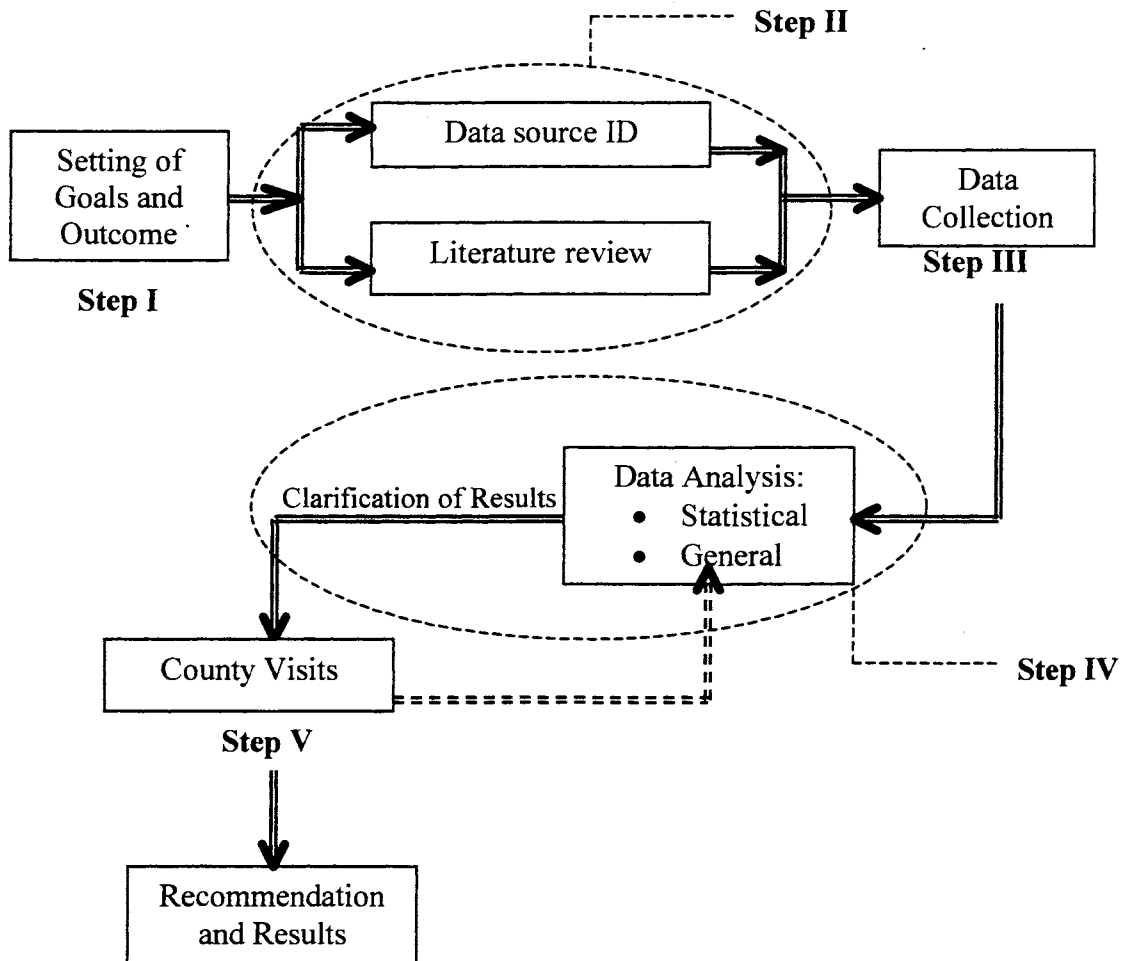 Step II
Setting of
Goals and
Outcome
Step I
Data source ID
Literature review
Data
Collection
Step III
Clarification of Results
Data Analysis:
• Statistical
• General
Step IV
County Visits
Step V
Recommendation
and Results